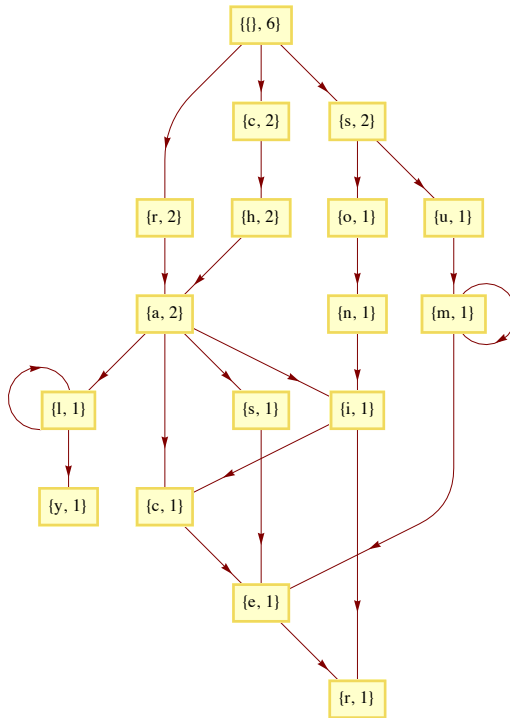 {{}, 6}
{c, 2}
{s, 2}
{r, 2}
{h, 2}
{o, 1}
{u, 1}
{a, 2}
{n, 1}
{m, 1}
{l, 1}
{s, 1}
{i, 1}
{y, 1}
{c, 1}
{e, 1}
{r, 1}